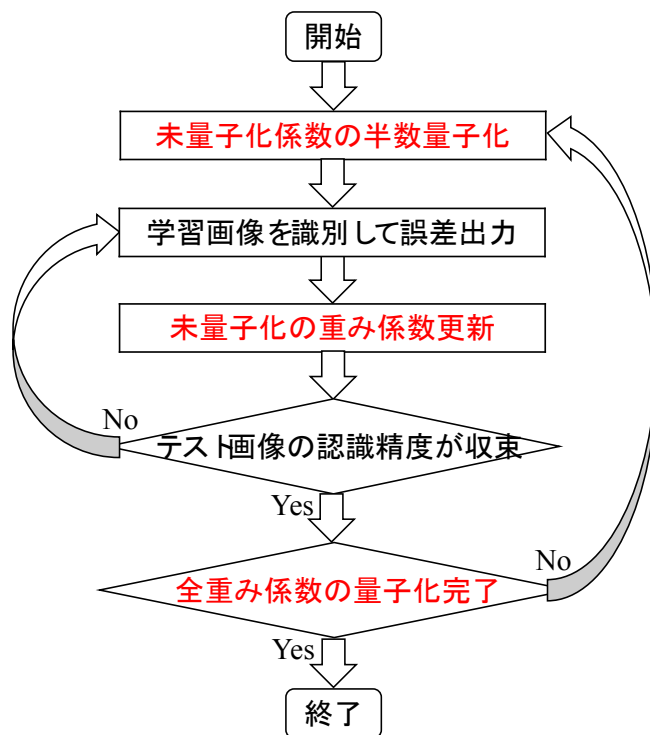 開始
未量子化係数の半数量子化
学習画像を識別して誤差出力
未量子化の重み係数更新
No
テスト画像の認識精度が収束
Yes
No
全重み係数の量子化完了
Yes
終了